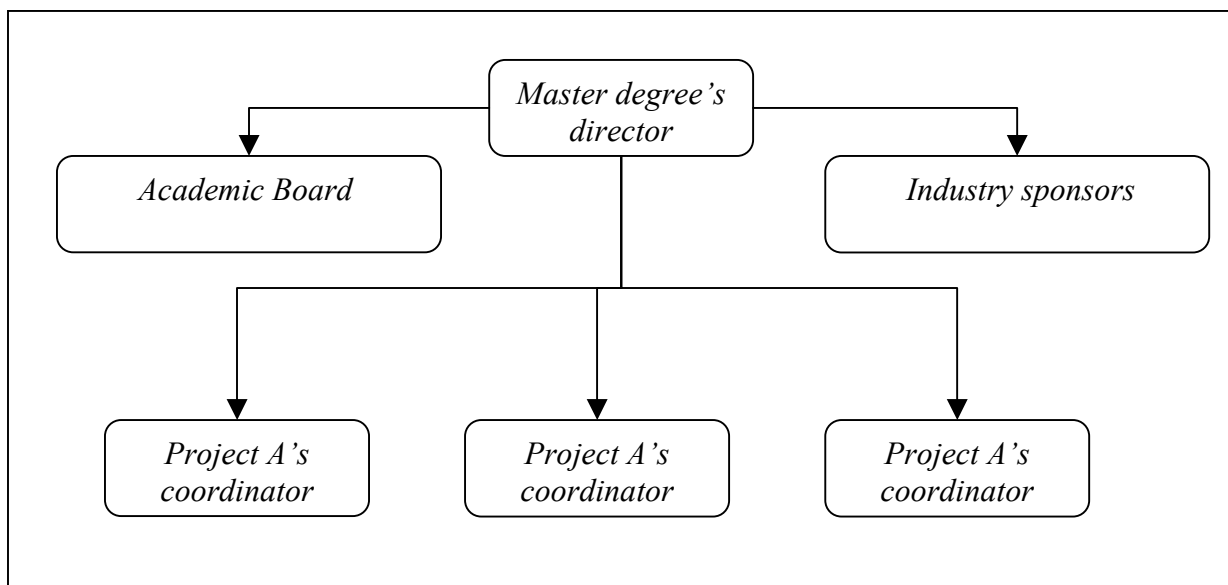 Master degree’s
director
Academic Board
Industry sponsors
Project A’s
coordinator
Project A’s
coordinator
Project A’s
coordinator